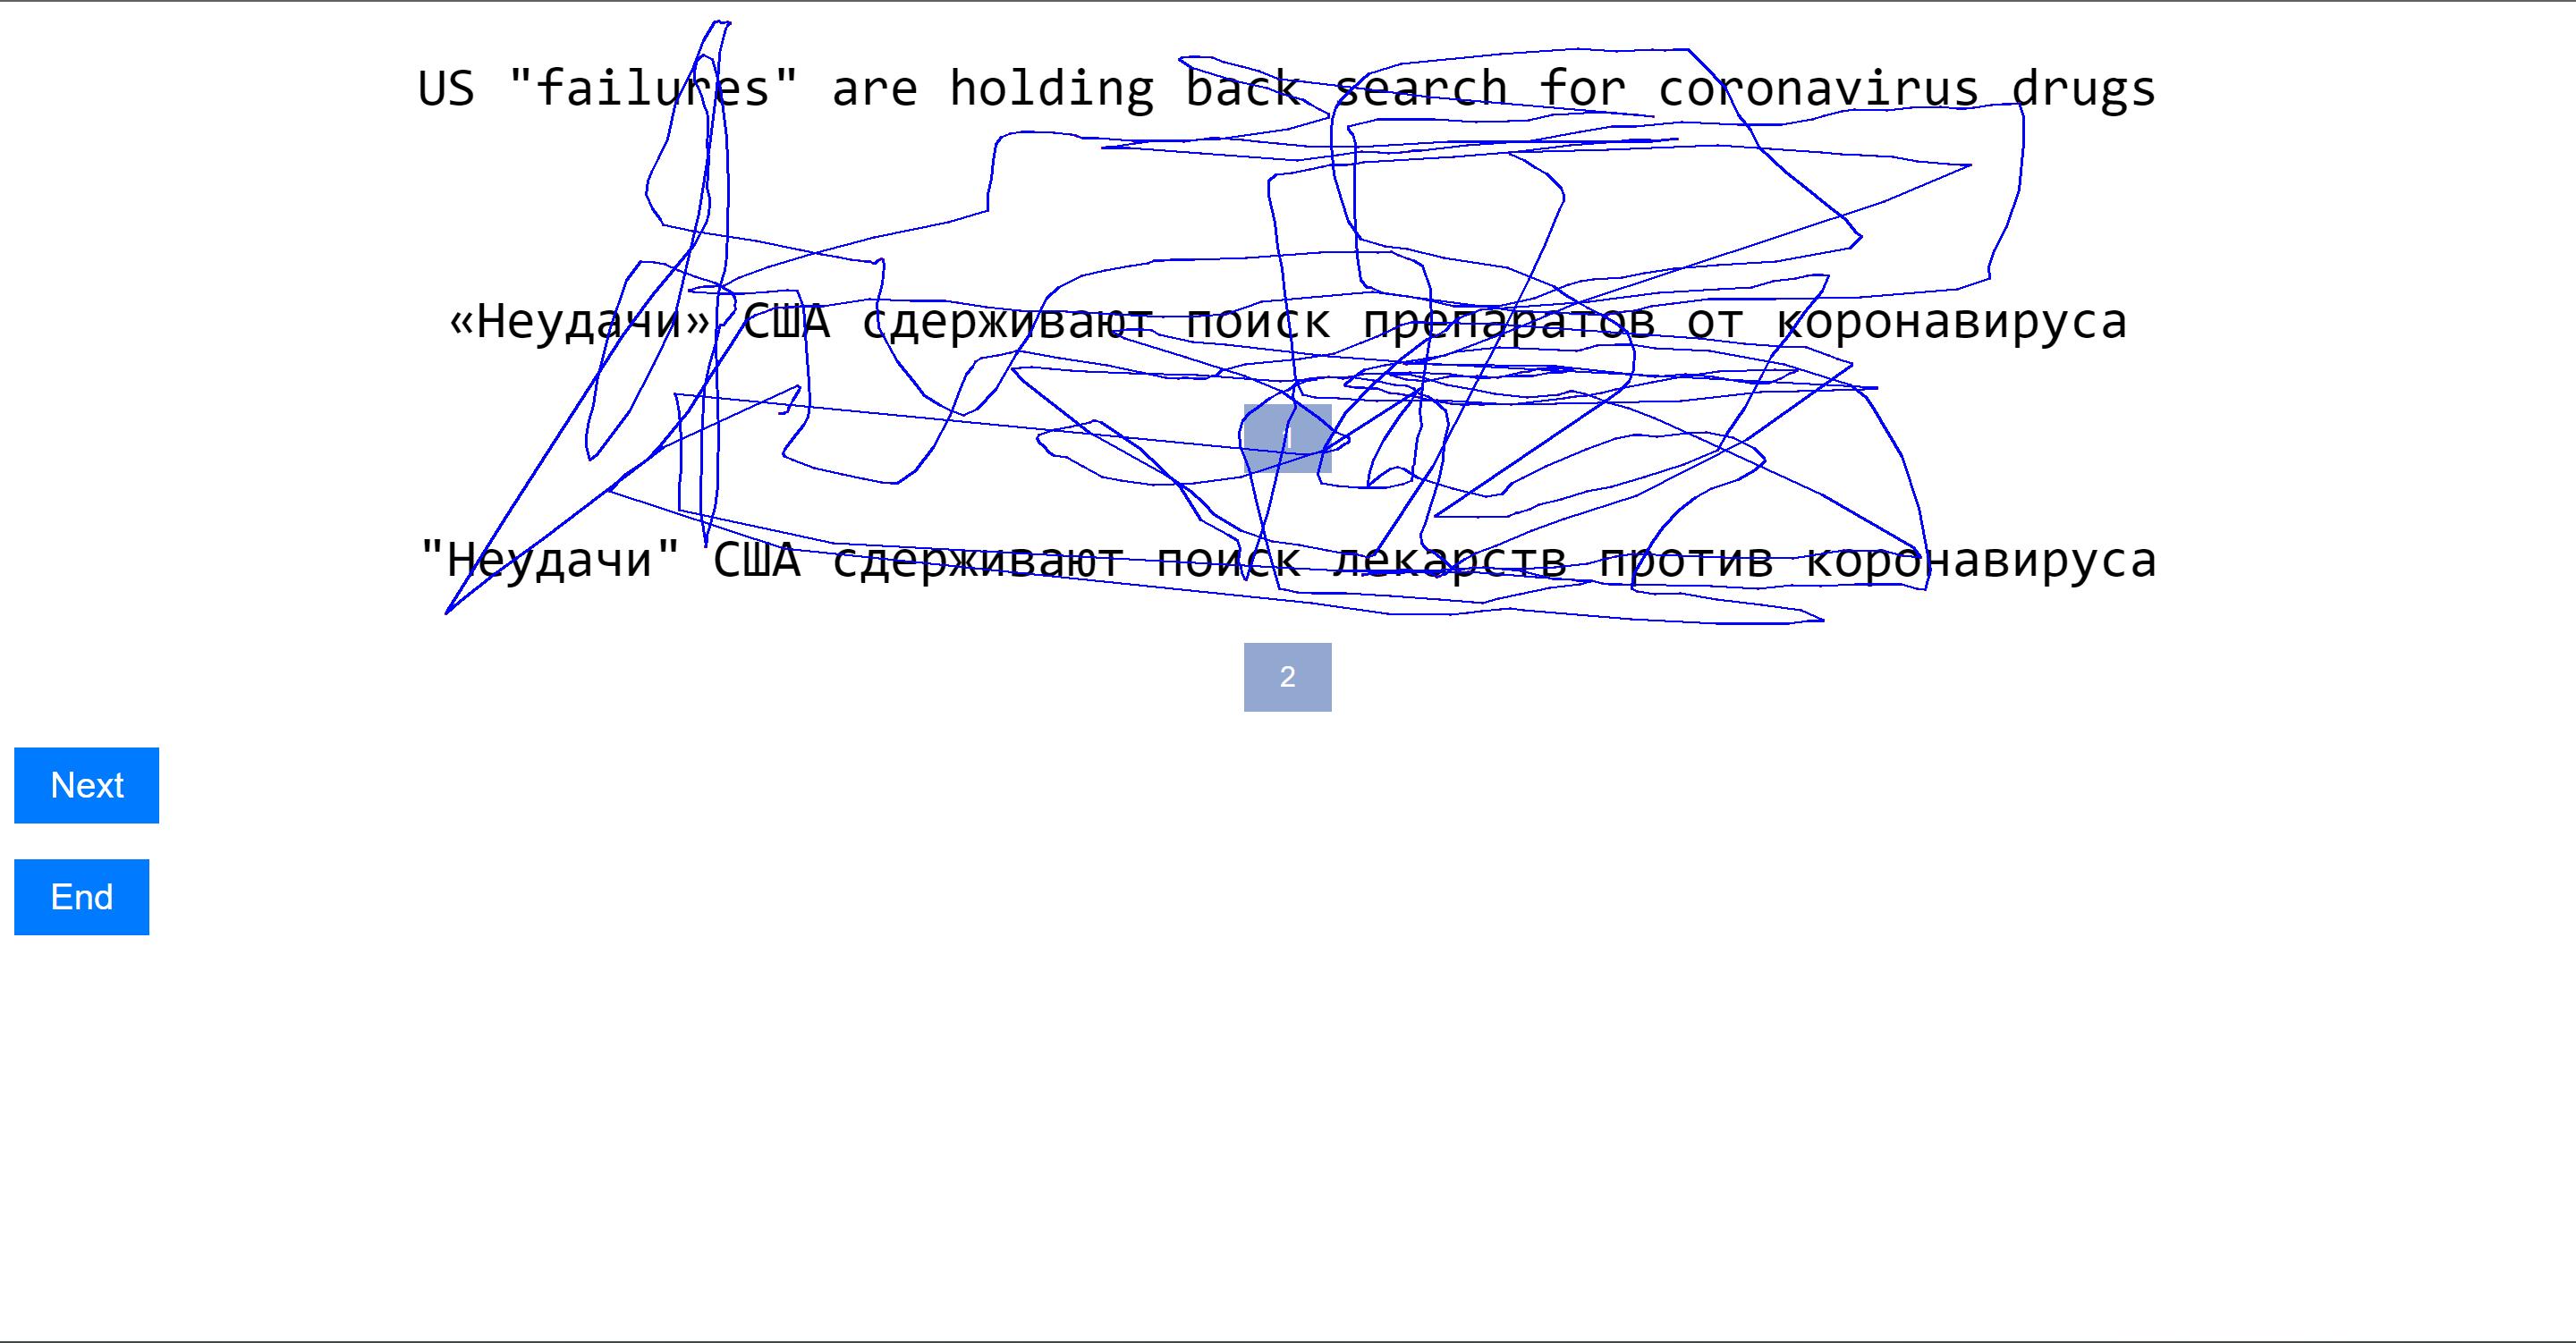 US "failures" are holding back search for coronavirus drugs
«Неудачи» США сдерживают поиск препаратов от коронавируса
1
"Неудачи" США сдерживают поиск лекарств против коронавируса
2
Next
End